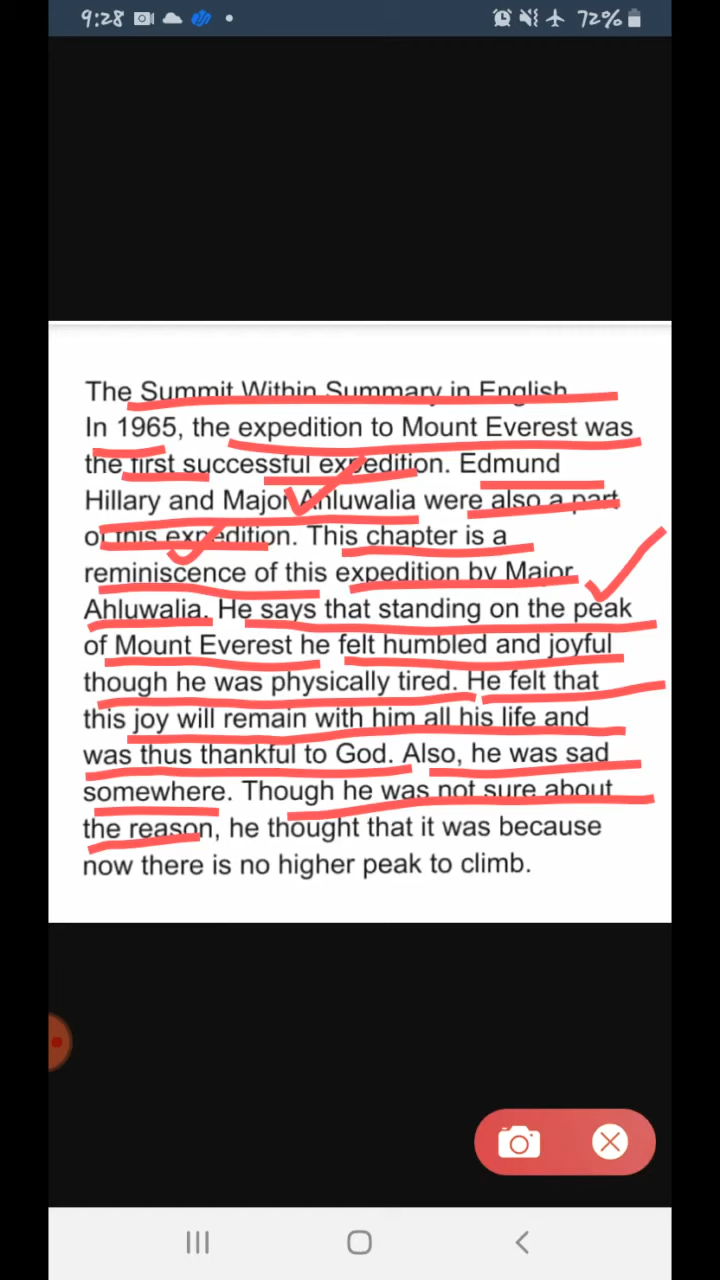 9:28 72%
The Summit Within Summary in English
In 1965, the expedition to Mount Everest was
the first successful expedition. Edmund
Hillary and Major Ahluwalia were also a part
of this expedition. This chapter is a
reminiscence of this expedition by Major
Ahluwalia. He says that standing on the peak
of Mount Everest he felt humbled and joyful
though he was physically tired. He felt that
this joy will remain with him all his life and
was thus thankful to God. Also, he was sad
somewhere. Though he was not sure about
the reason, he thought that it was because
now there is no higher peak to climb.